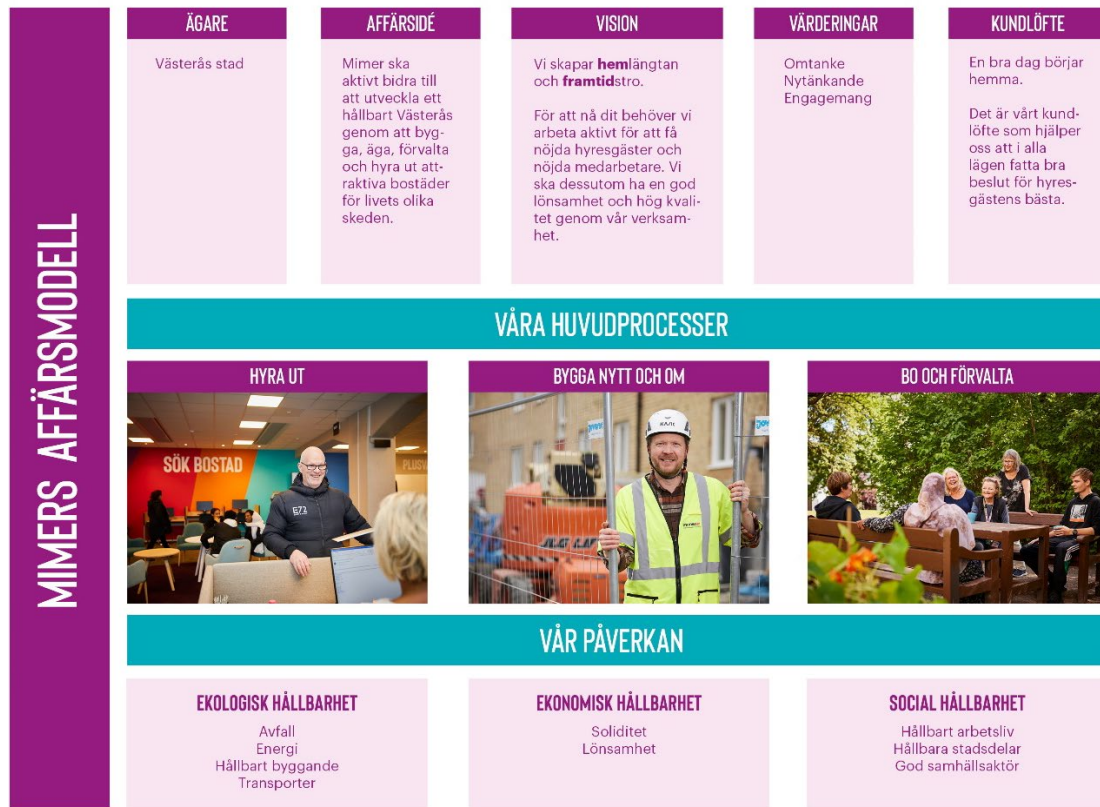 MIMERS AFFÄRSMODELL
ÄGARE
Västerås stad
AFFÄRSIDÉ
Mimer ska
aktivt bidra till
att utveckla ett
hållbart Västerås
genom att byg-
ga, äga, förvalta
och hyra ut att-
raktiva bostäder
för livets olika
skeden.
VISION
Vi skapar hemlängtan
och framtidstro.
För att nå dit behöver vi
arbeta aktivt för att få
nöjda hyresgäster och
nöjda medarbetare. Vi
ska dessutom ha en god
lönsamhet och hög kvali-
tet genom vår verksam-
het.
VÄRDERINGAR
Omtanke
Nytänkande
Engagemang
KUNDLÖFTE
En bra dag börjar
hemma.
Det är vårt kund-
löfte som hjälper
oss att i alla
lägen fatta bra
beslut för hyres-
gästens bästa.
VÅRA HUVUDPROCESSER
HYRA UT
SÖK BOSTAD
BYGGA NYTT OCH OM
JLG LIFT
BO OCH FÖRVALTA
VÅR PÅVERKAN
EKOLOGISK HÅLLBARHET
Avfall
Energi
Hållbart byggande
Transporter
EKONOMISK HÅLLBARHET
Soliditet
Lönsamhet
SOCIAL HÅLLBARHET
Hållbart arbetsliv
Hållbara stadsdelar
God samhällsaktör